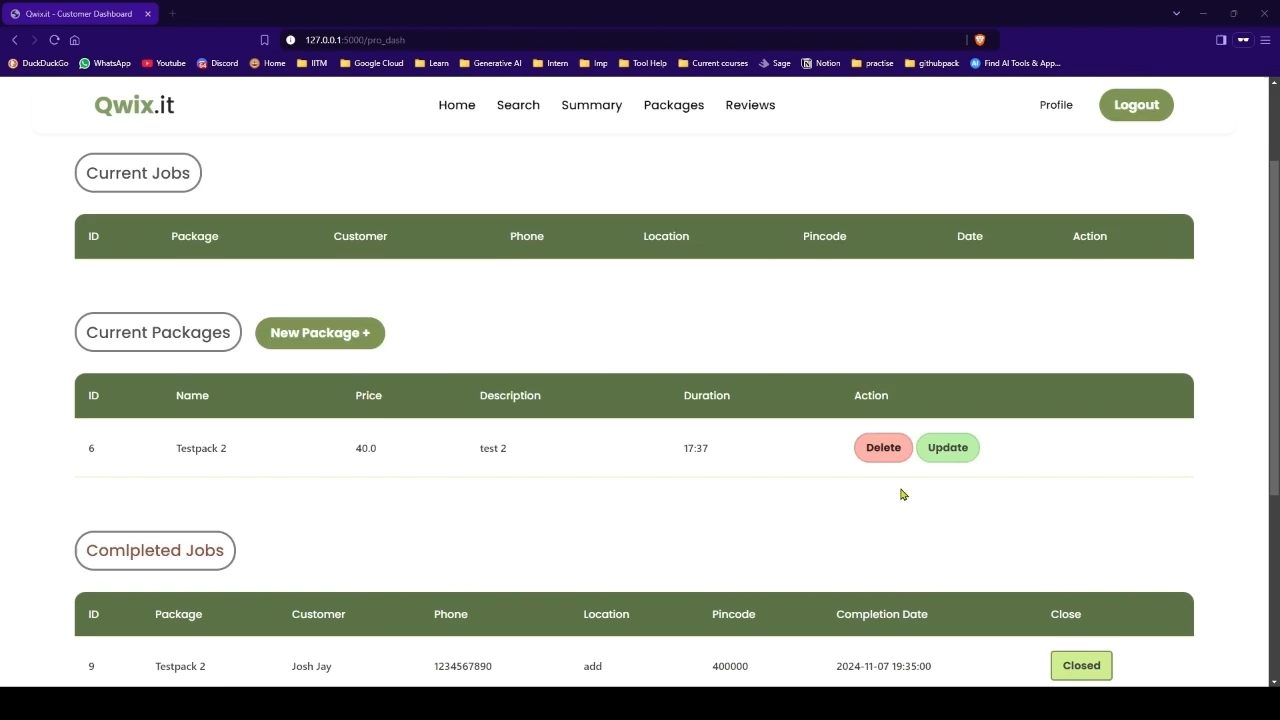 Qwix.it - Customer Dashboard
127.0.0.1:5000/pro_dash
DuckDuckGo WhatsApp Youtube Discord Home IITM Google Cloud Learn Generative AI Intern Imp Tool Help Current courses Sage Notion practise githubpack Find AI Tools & App...
Qwix.it Home Search Summary Packages Reviews Profile Logout
Current Jobs
ID Package Customer Phone Location Pincode Date Action
Current Packages New Package +
ID Name Price Description Duration Action
6 Testpack 2 40.0 test 2 17:37 Delete Update
Comlpleted Jobs
ID Package Customer Phone Location Pincode Completion Date Close
9 Testpack 2 Josh Jay 1234567890 add 400000 2024-11-07 19:35:00 Closed